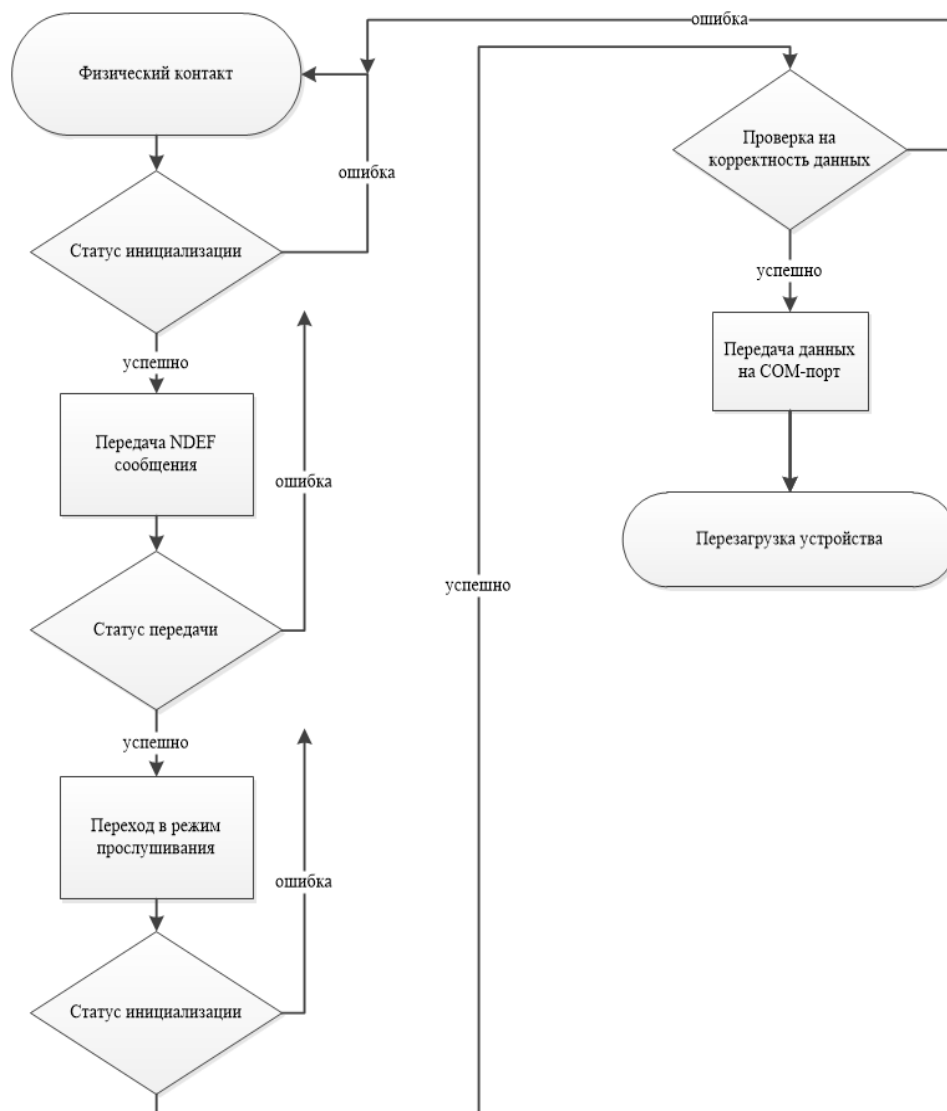 Физический контакт
ошибка
Статус инициализации
успешно
Передача NDEF
сообщения
ошибка
Статус передачи
успешно
Переход в режим
прослушивания
ошибка
Статус инициализации
успешно
ошибка
Проверка на
корректность данных
успешно
Передача данных
на COM-порт
Перезагрузка устройства